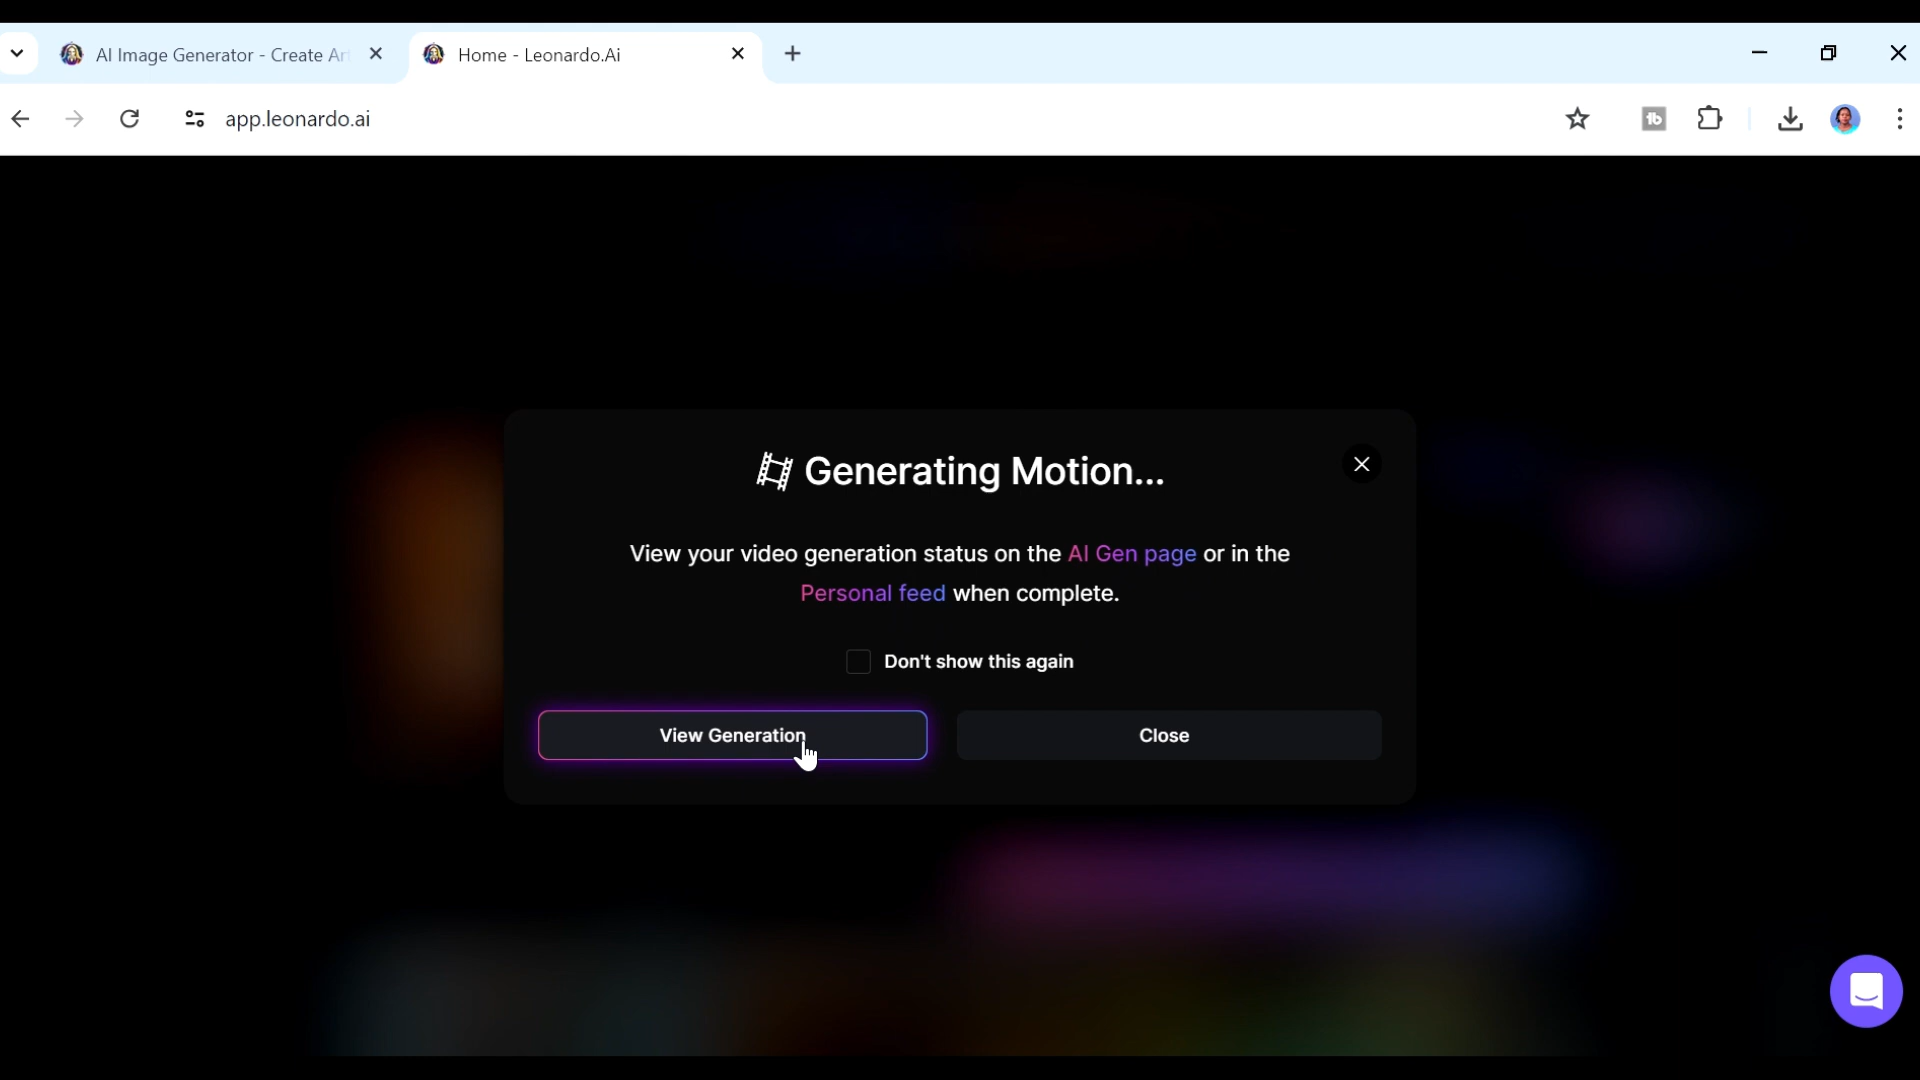 AI Image Generator - Create Ar
Home - Leonardo.Ai
app.leonardo.ai
tb
Generating Motion...
View your video generation status on the AI Gen page or in the
Personal feed when complete.
Don't show this again
View Generation
Close